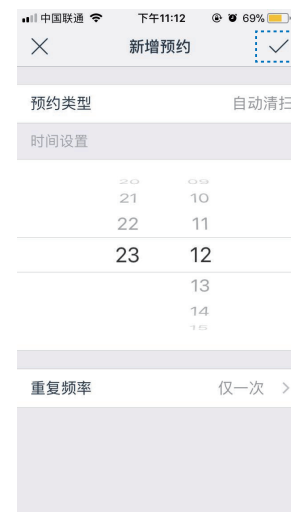 中国联通 下午11:12 69%
新增预约
预约类型 自动清扫
时间设置
20 09
21 10
22 11
23 12
13
14
15
重复频率 仅一次